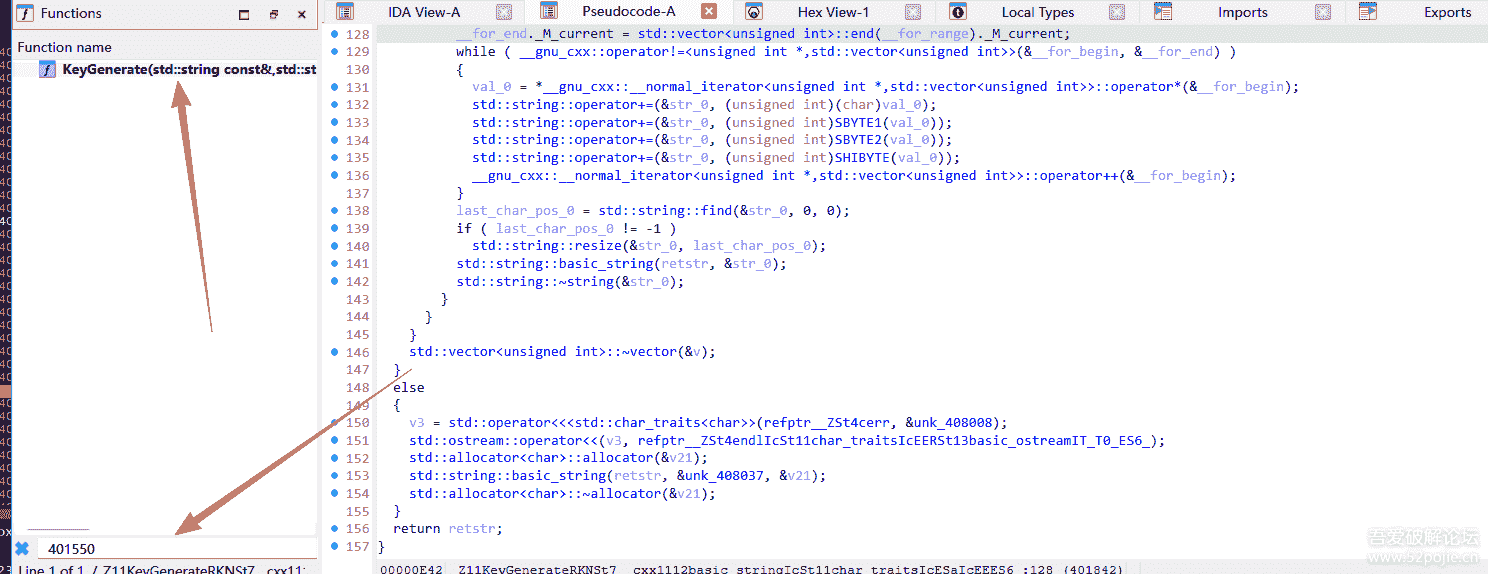 Functions
IDA View-A
Pseudocode-A
Hex View-1
Local Types
Imports
Exports
Function name
KeyGenerate(std::string const&,std::st
128 __for_end._M_current = std::vector<unsigned int>::end(__for_range)._M_current;
129 while ( __gnu_cxx::operator!=<unsigned int *,std::vector<unsigned int>>(&__for_begin, &__for_end) )
130 {
131 val_0 = *__gnu_cxx::__normal_iterator<unsigned int *,std::vector<unsigned int>>::operator*(&__for_begin);
132 std::string::operator+=(&str_0, (unsigned int)(char)val_0);
133 std::string::operator+=(&str_0, (unsigned int)SBYTE1(val_0));
134 std::string::operator+=(&str_0, (unsigned int)SBYTE2(val_0));
135 std::string::operator+=(&str_0, (unsigned int)SHIBYTE(val_0));
136 __gnu_cxx::__normal_iterator<unsigned int *,std::vector<unsigned int>>::operator++(&__for_begin);
137 }
138 last_char_pos_0 = std::string::find(&str_0, 0, 0);
139 if ( last_char_pos_0 != -1 )
140 std::string::resize(&str_0, last_char_pos_0);
141 std::string::basic_string(retstr, &str_0);
142 std::string::~string(&str_0);
143 }
144 }
145 }
146 std::vector<unsigned int>::~vector(&v);
147 }
148 else
149 {
150 v3 = std::operator<<<std::char_traits<char>>(refptr__ZSt4cerr, &unk_408008);
151 std::ostream::operator<<(v3, refptr__ZSt4endlIcSt11char_traitsIcEERSt13basic_ostreamIT_T0_ES6_);
152 std::allocator<char>::allocator(&v21);
153 std::string::basic_string(retstr, &unk_408037, &v21);
154 std::allocator<char>::~allocator(&v21);
155 }
156 return retstr;
157 }
401550
Line 1 of 1, /_Z11KeyGenerateRKNSt7__cxx11:
00000E42 _Z11KeyGenerateRKNSt7__cxx1112basic_stringIcSt11char_traitsIcESaIcEEES6_:128 (401842)
吾爱破解论坛
www.52pojie.cn